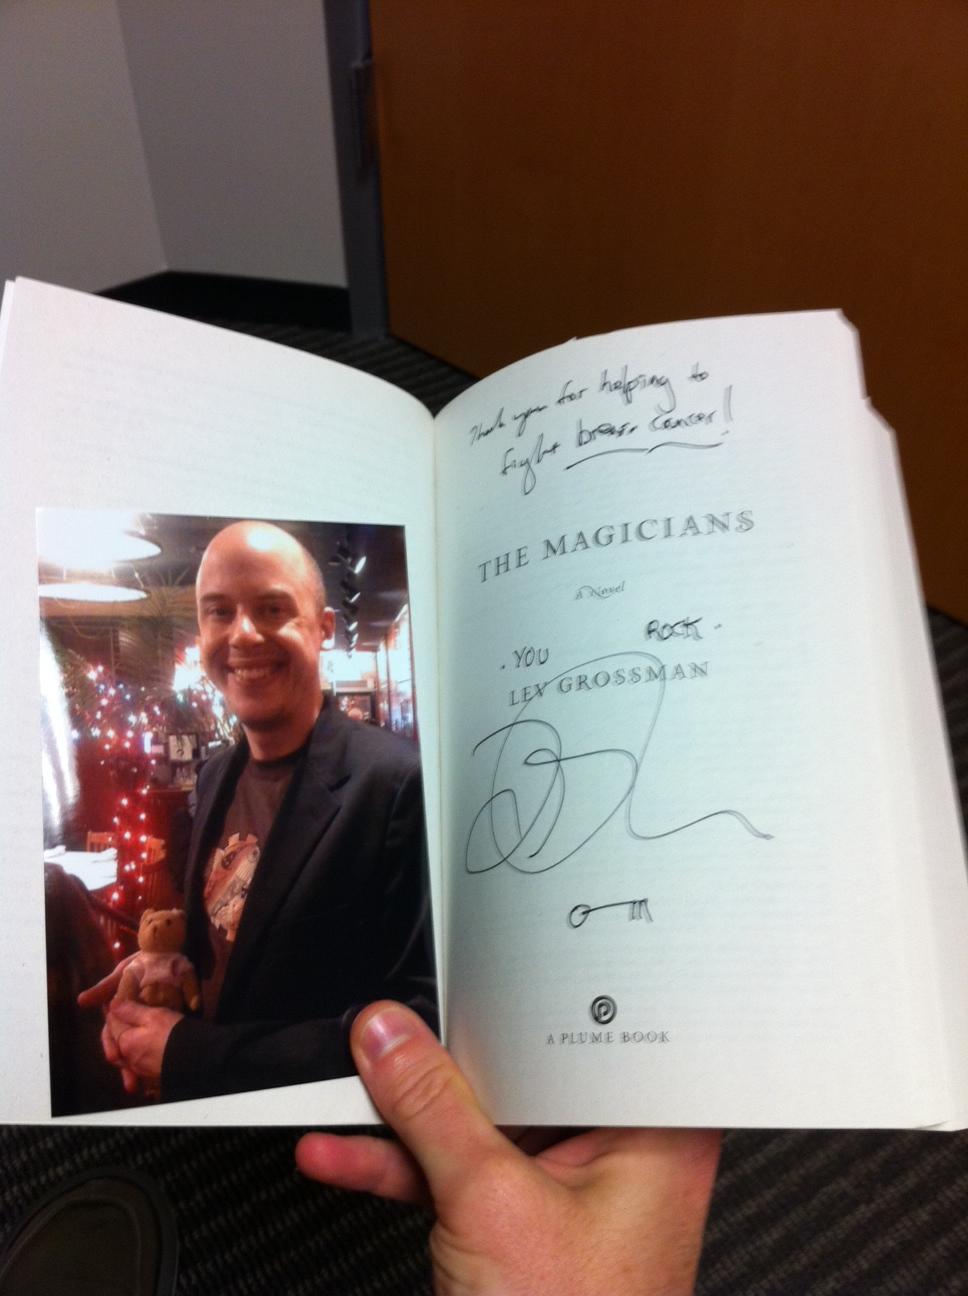 Thank you for helping to
fight breast cancer!
THE MAGICIANS
A Novel
• YOU ROCK •
LEV GROSSMAN
A PLUME BOOK